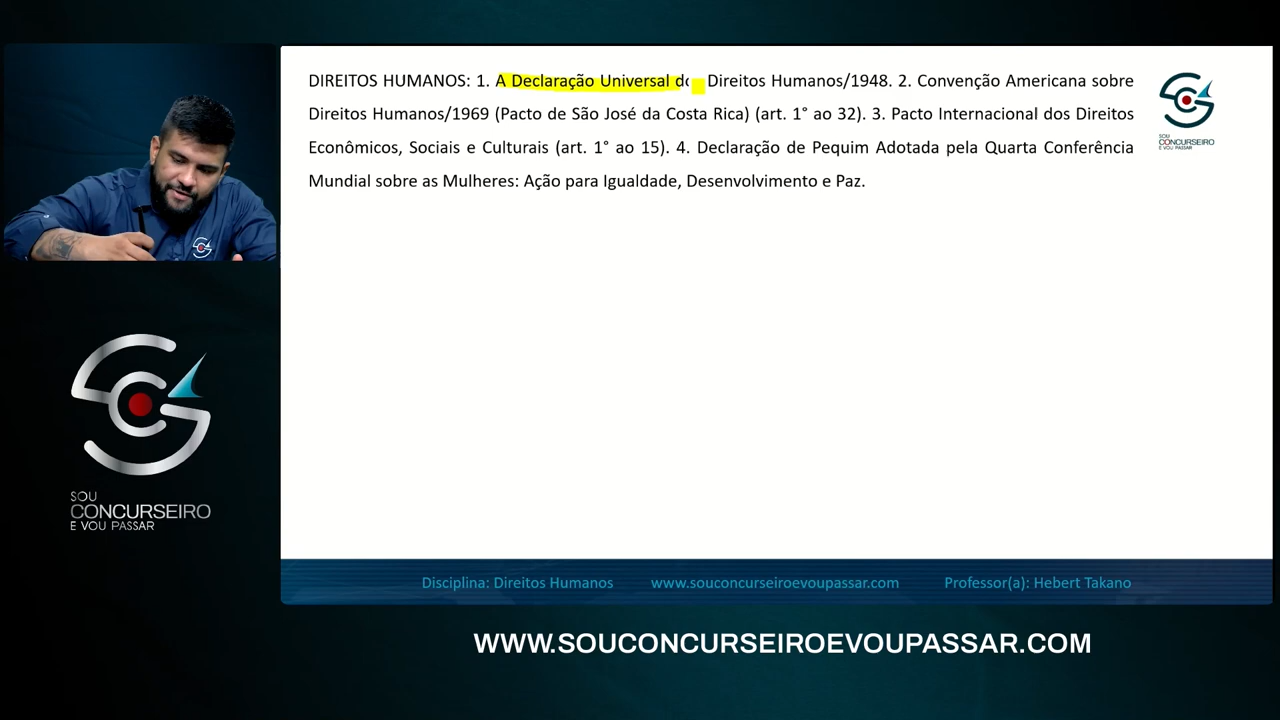 DIREITOS HUMANOS: 1. A Declaração Universal Direitos Humanos/1948. 2. Convenção Americana sobre
Direitos Humanos/1969 (Pacto de São José da Costa Rica) (art. 1° ao 32). 3. Pacto Internacional dos Direitos
Econômicos, Sociais e Culturais (art. 1° ao 15). 4. Declaração de Pequim Adotada pela Quarta Conferência
Mundial sobre as Mulheres: Ação para Igualdade, Desenvolvimento e Paz.
SOU
CONCURSEIRO
E VOU PASSAR
SOU
CONCURSEIRO
E VOU PASSAR
Disciplina: Direitos Humanos www.souconcurseiroevoupassar.com Professor(a): Hebert Takano
WWW.SOUCONCURSEIROEVOUPASSAR.COM